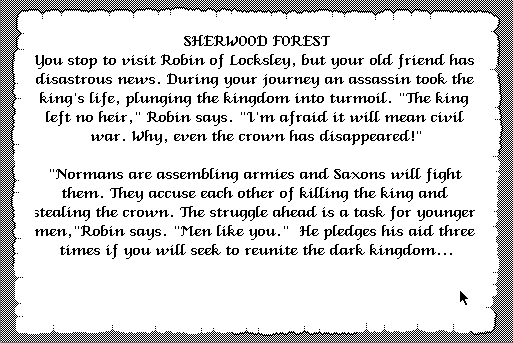 SHERWOOD FOREST
You stop to visit Robin of Locksley, but your old friend has
disastrous news. During your journey an assassin took the
king's life, plunging the kingdom into turmoil. "The king
left no heir," Robin says. "I'm afraid it will mean civil
war. Why, even the crown has disappeared!"
"Normans are assembling armies and Saxons will fight
them. They accuse each other of killing the king and
stealing the crown. The struggle ahead is a task for younger
men,"Robin says. "Men like you."  He pledges his aid three
times if you will seek to reunite the dark kingdom...